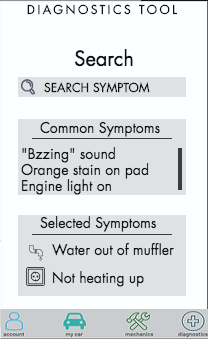 DIAGNOSTICS TOOL
Search
SEARCH SYMPTOM
Common Symptoms
"Bzzing" sound
Orange stain on pad
Engine light on
Selected Symptoms
Water out of muffler
Not heating up
account
my car
mechanics
diagnostics